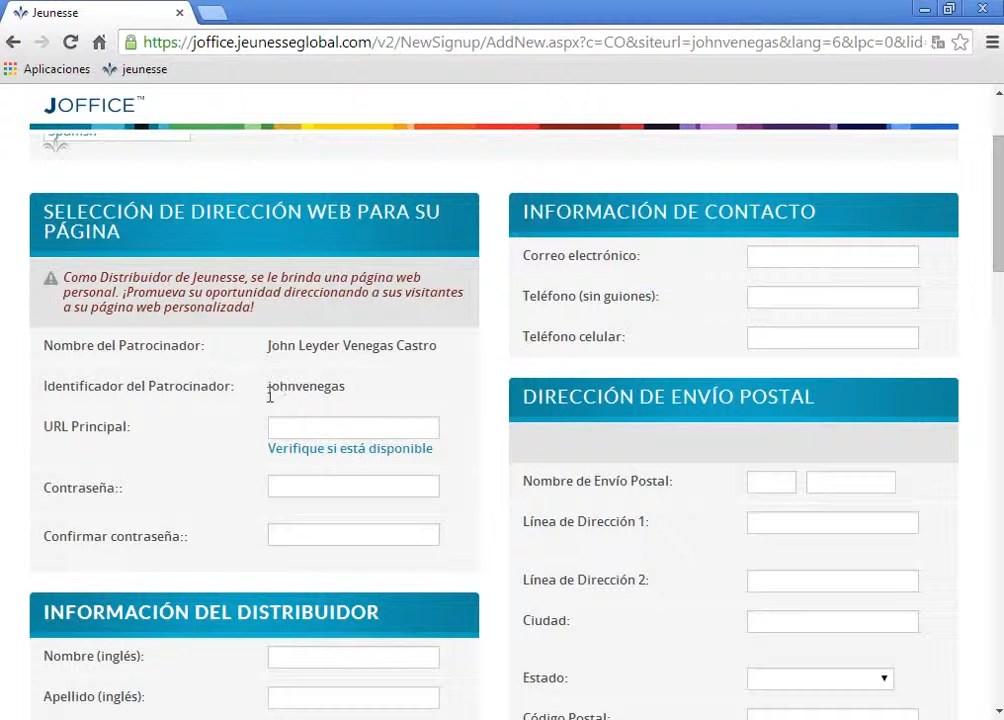 Jeunesse
https://joffice.jeunesseglobal.com/v2/NewSignup/AddNew.aspx?c=CO&siteurl=johnvenegas&lang=6&lpc=0&lid
Aplicaciones jeunesse
JOFFICE™
Spanish
SELECCIÓN DE DIRECCIÓN WEB PARA SU
PÁGINA
Como Distribuidor de Jeunesse, se le brinda una página web
personal. ¡Promueva su oportunidad direccionando a sus visitantes
a su página web personalizada!
Nombre del Patrocinador: John Leyder Venegas Castro
Identificador del Patrocinador: johnvenegas
URL Principal:
Verifique si está disponible
Contraseña::
Confirmar contraseña::
INFORMACIÓN DEL DISTRIBUIDOR
Nombre (inglés):
Apellido (inglés):
INFORMACIÓN DE CONTACTO
Correo electrónico:
Teléfono (sin guiones):
Teléfono celular:
DIRECCIÓN DE ENVÍO POSTAL
Nombre de Envío Postal:
Línea de Dirección 1:
Línea de Dirección 2:
Ciudad:
Estado:
Código Postal: